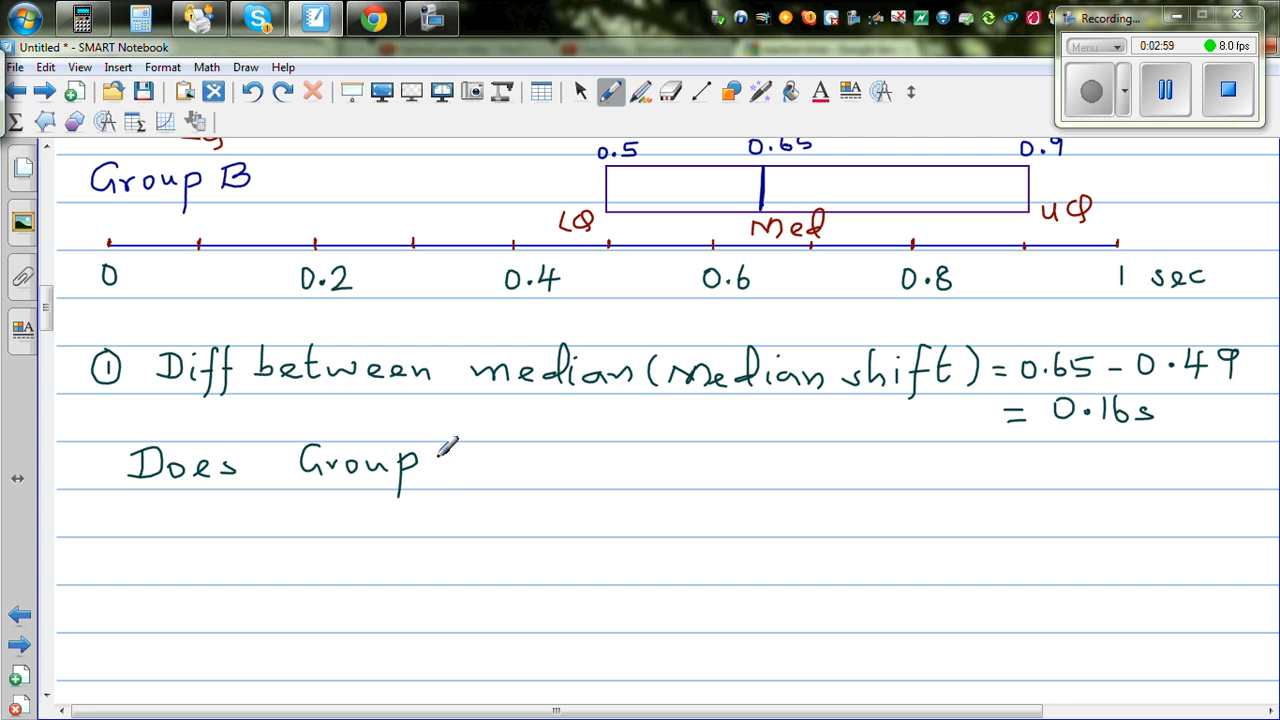 Recording...
Untitled * - SMART Notebook
Menu
0:02:59
8.0 fps
File Edit View Insert Format Math Draw Help
0.5 0.65 0.9
Group B
LQ Med UQ
0 0.2 0.4 0.6 0.8 1 sec
① Diff between median (Median shift) = 0.65 - 0.49
= 0.16s
Does Group